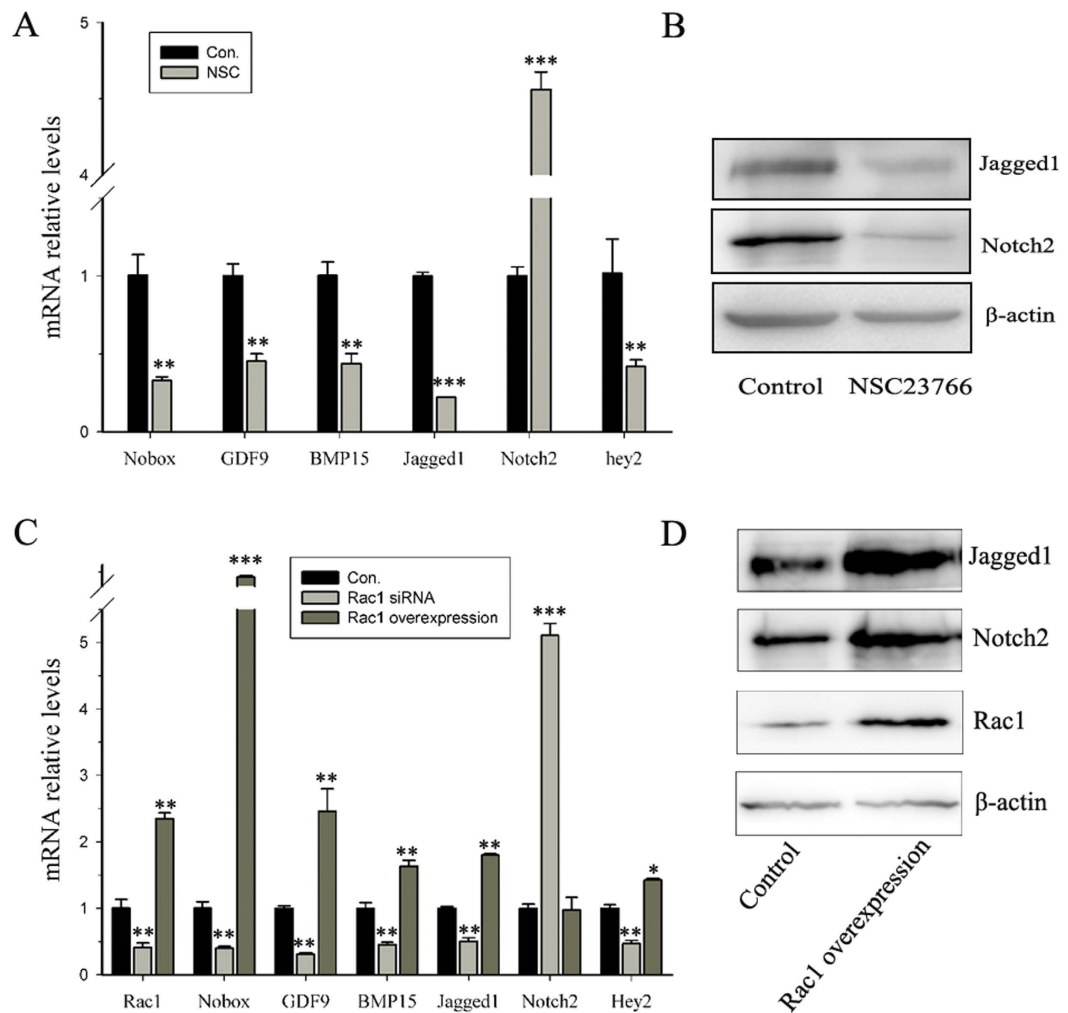 A
5
4
1
0
mRNA relative levels
Con.
NSC
**
**
**
***
***
**
Nobox GDF9 BMP15 Jagged1 Notch2 hey2
B
Jagged1
Notch2
β-actin
Control NSC23766
C
5
4
3
2
1
0
mRNA relative levels
Con.
Rac1 siRNA
Rac1 overexpression
** **
** ***
** **
** **
** **
***
** *
Rac1 Nobox GDF9 BMP15 Jagged1 Notch2 Hey2
D
Jagged1
Notch2
Rac1
β-actin
Control
Rac1 overexpression